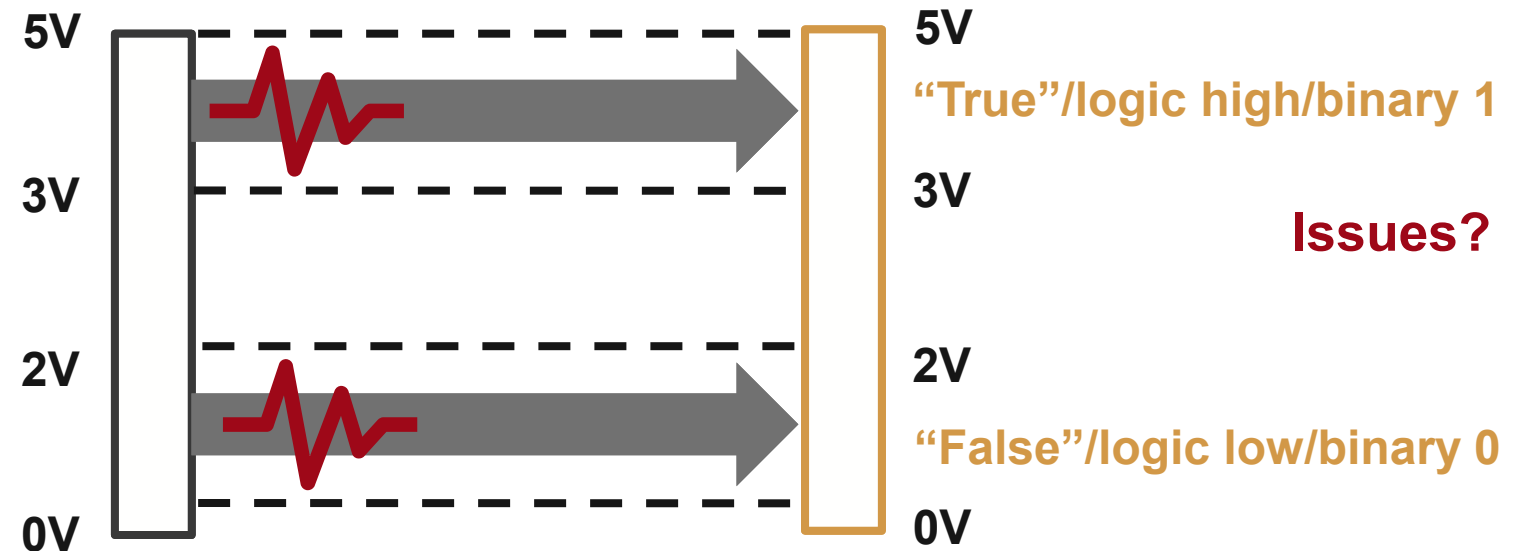 5V
5V
“True”/logic high/binary 1
3V
3V
Issues?
2V
2V
“False”/logic low/binary 0
0V
0V